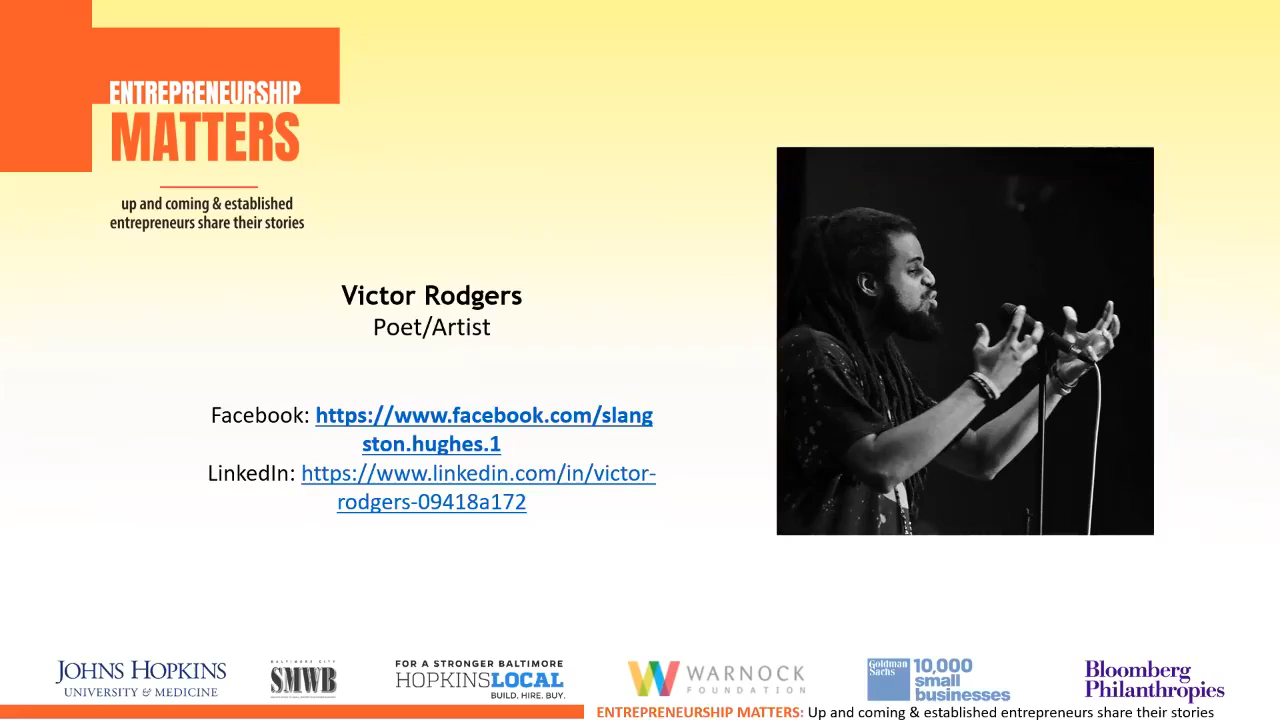 ENTREPRENEURSHIP
MATTERS
up and coming & established
entrepreneurs share their stories
Victor Rodgers
Poet/Artist
Facebook: https://www.facebook.com/slang
ston.hughes.1
LinkedIn: https://www.linkedin.com/in/victor-
rodgers-09418a172
JOHNS HOPKINS
UNIVERSITY & MEDICINE
BALTIMORE CITY
SMWB
FOR A STRONGER BALTIMORE
HOPKINSLOCAL
BUILD. HIRE. BUY.
WARNOCK
FOUNDATION
Goldman
Sachs
10,000
small
businesses
Bloomberg
Philanthropies
ENTREPRENEURSHIP MATTERS: Up and coming & established entrepreneurs share their stories